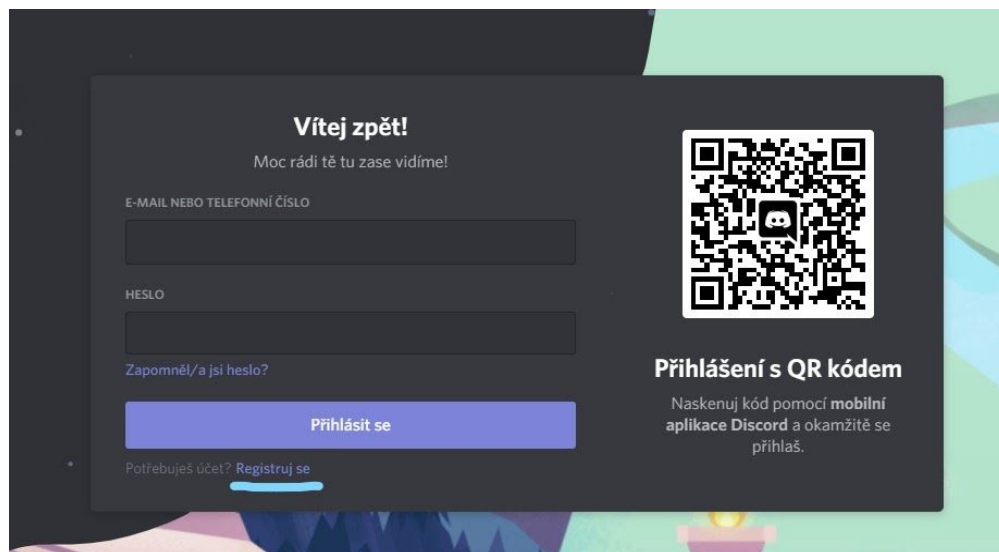 Vítej zpět!
Moc rádi tě tu zase vidíme!
E-MAIL NEBO TELEFONNÍ ČÍSLO
HESLO
Zapomněl/a jsi heslo?
Přihlásit se
Potřebuješ účet? Registruj se
Přihlášení s QR kódem
Naskenuj kód pomocí mobilní
aplikace Discord a okamžitě se
přihlaš.